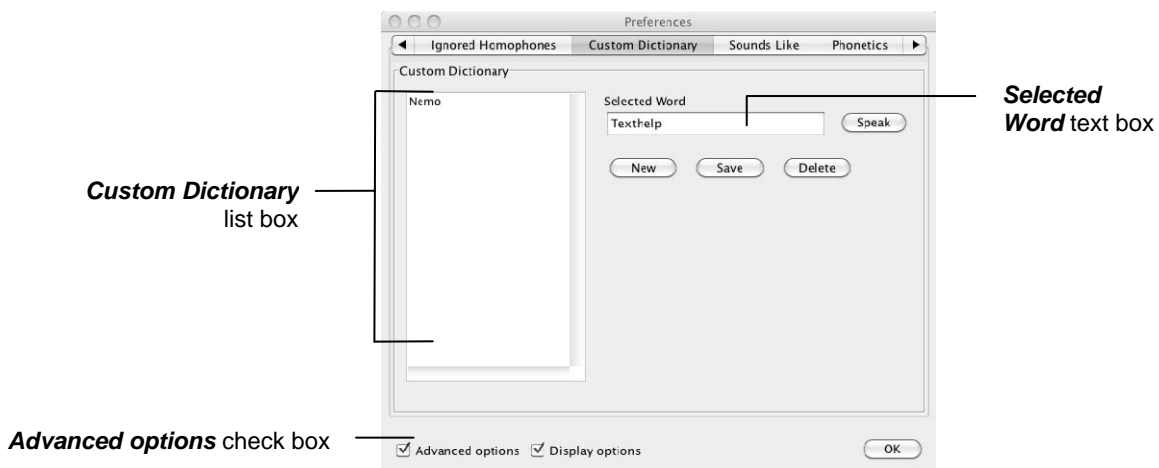 Preferences
Ignored Homophones Custom Dictionary Sounds Like Phonetics
Custom Dictionary
Nemo
Selected Word
Texthelp Speak
New Save Delete
Selected
Word text box
Custom Dictionary
list box
Advanced options check box
Advanced options Display options OK